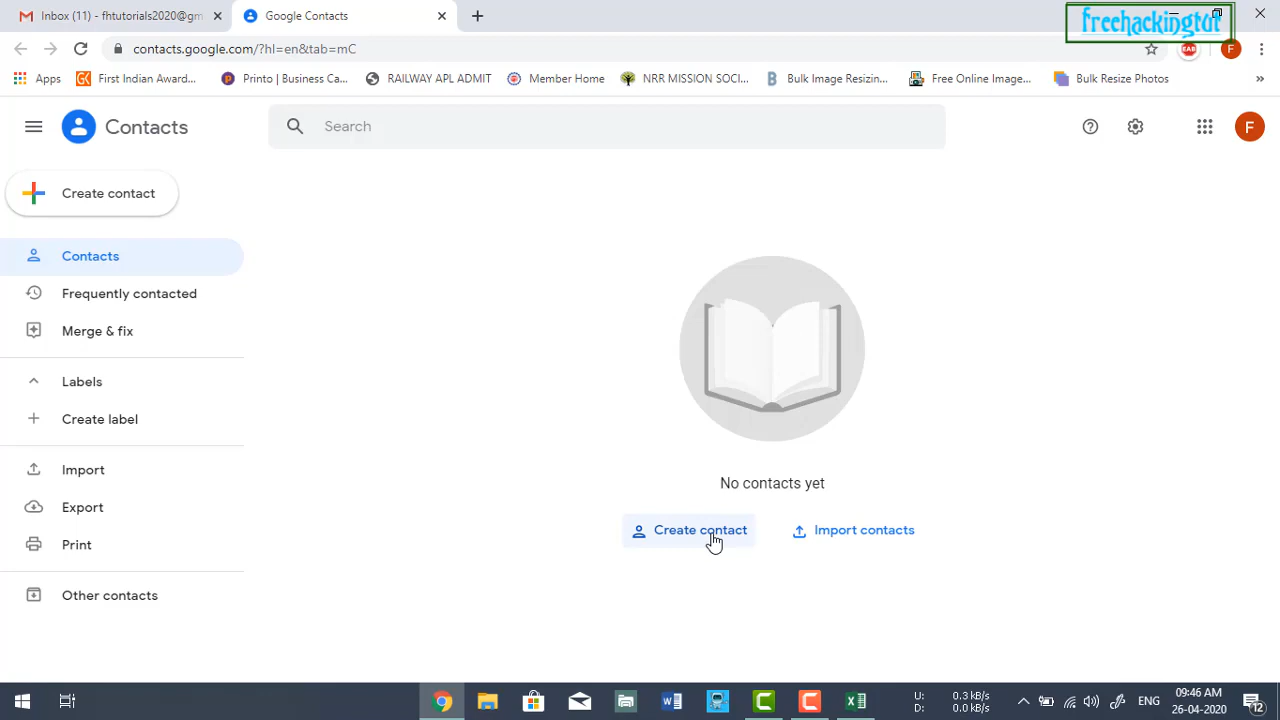 Inbox (11) - fhtutorials2020@gm
Google Contacts
freehackingtut
contacts.google.com/?hl=en&tab=mC
EAB
F
Apps
First Indian Award...
Printo | Business Ca...
RAILWAY APL ADMIT
Member Home
NRR MISSION SOCI...
Bulk Image Resizin...
Free Online Image...
Bulk Resize Photos
»
Contacts
Search
F
Create contact
Contacts
Frequently contacted
Merge & fix
Labels
Create label
Import
Export
Print
Other contacts
No contacts yet
Create contact
Import contacts
U: 0.3 kB/s
D: 0.0 kB/s
ENG
09:46 AM
26-04-2020
12